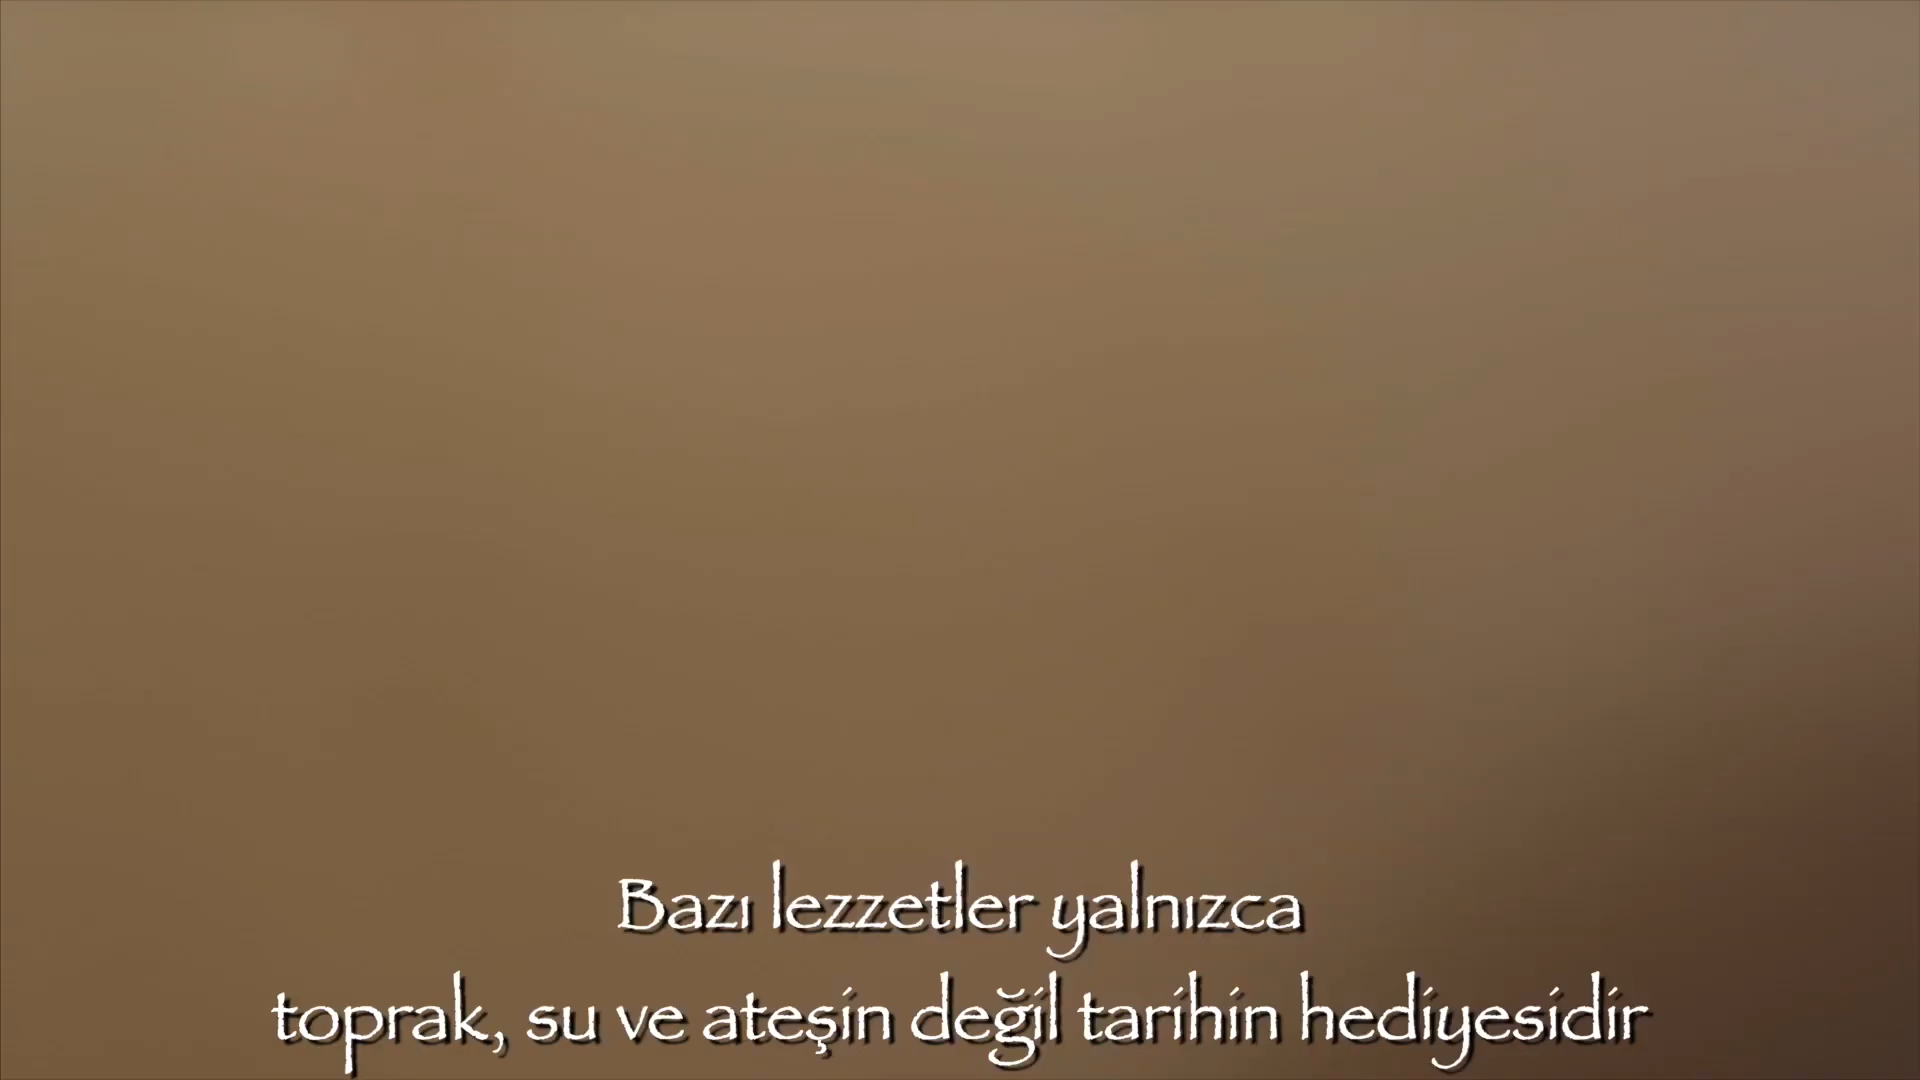 Bazı lezzetler yalnızca
toprak, su ve ateşin değil tarihin hediyesidir